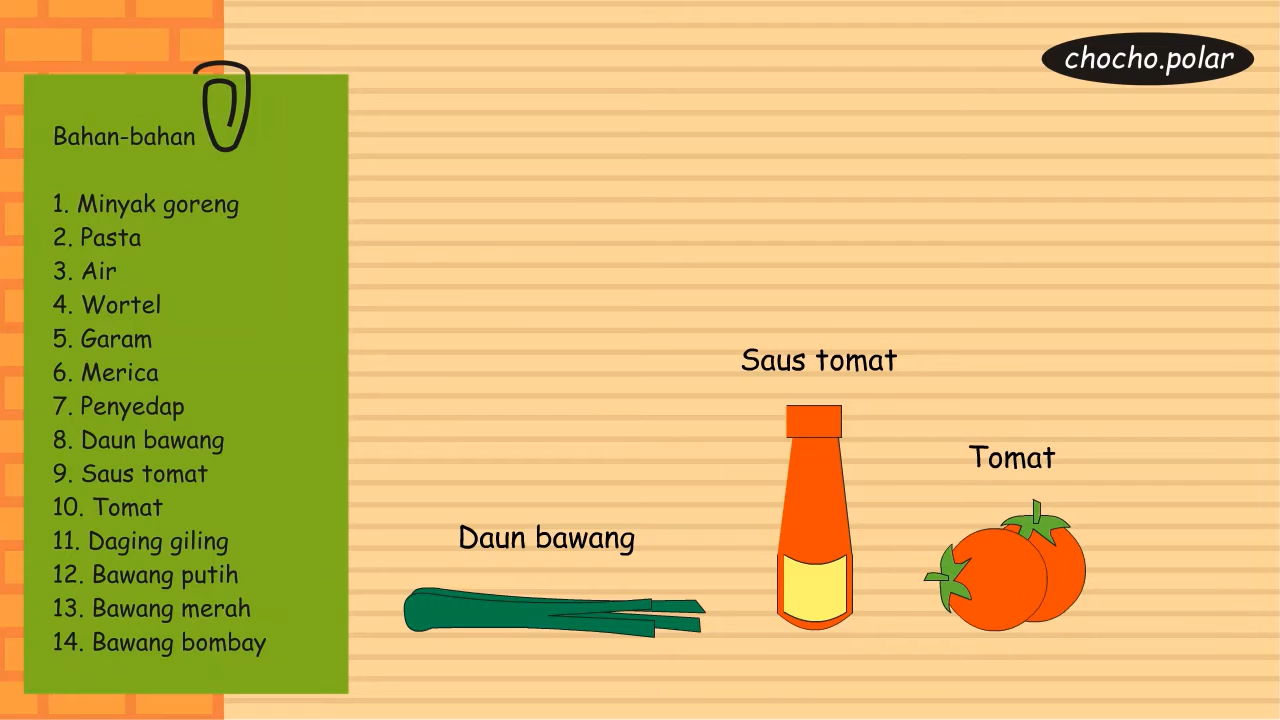 chocho.polar
Bahan-bahan
1. Minyak goreng
2. Pasta
3. Air
4. Wortel
5. Garam
6. Merica
7. Penyedap
8. Daun bawang
9. Saus tomat
10. Tomat
11. Daging giling
12. Bawang putih
13. Bawang merah
14. Bawang bombay
Saus tomat
Tomat
Daun bawang